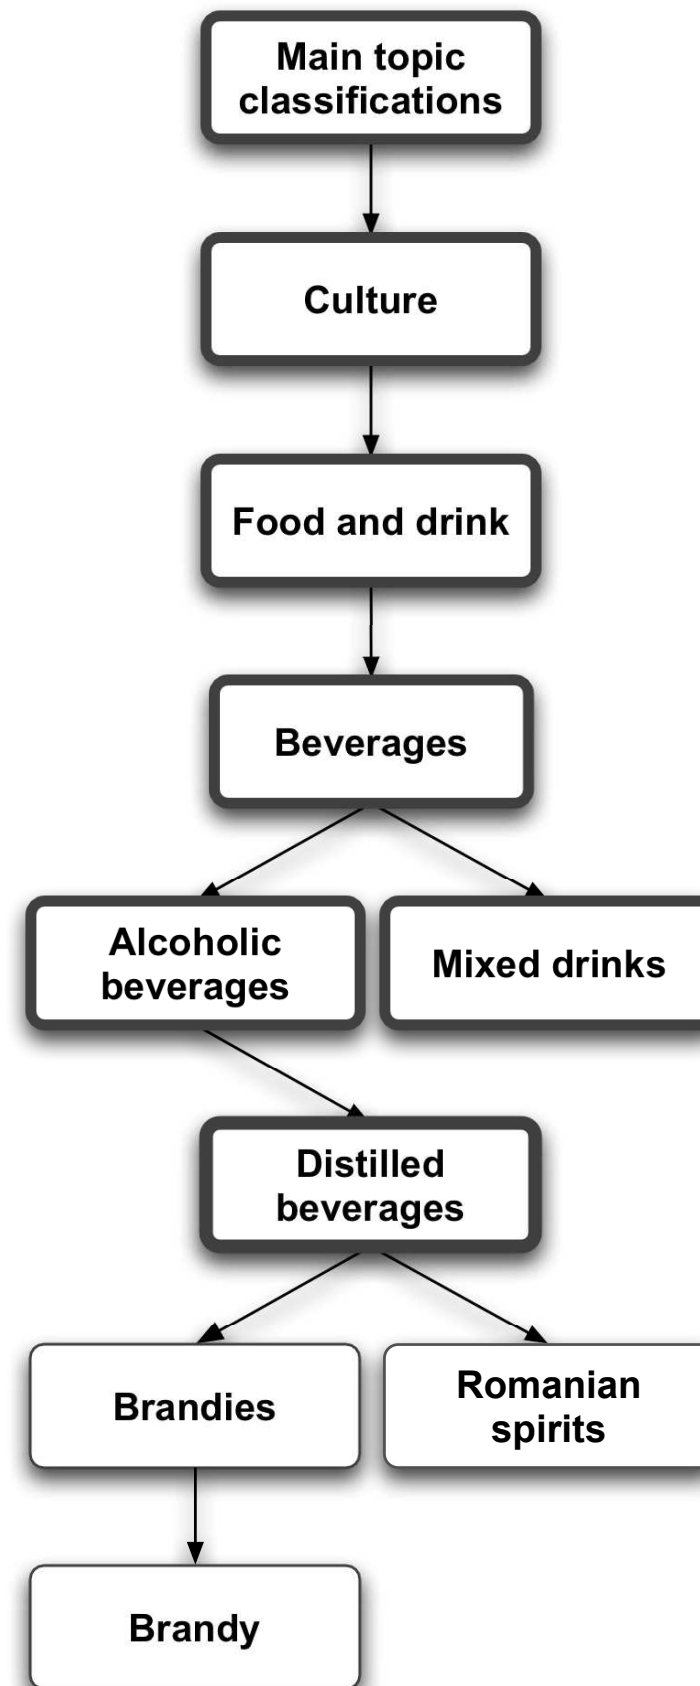 Main topic
classifications
Culture
Food and drink
Beverages
Alcoholic
beverages
Mixed drinks
Distilled
beverages
Brandies
Romanian
spirits
Brandy